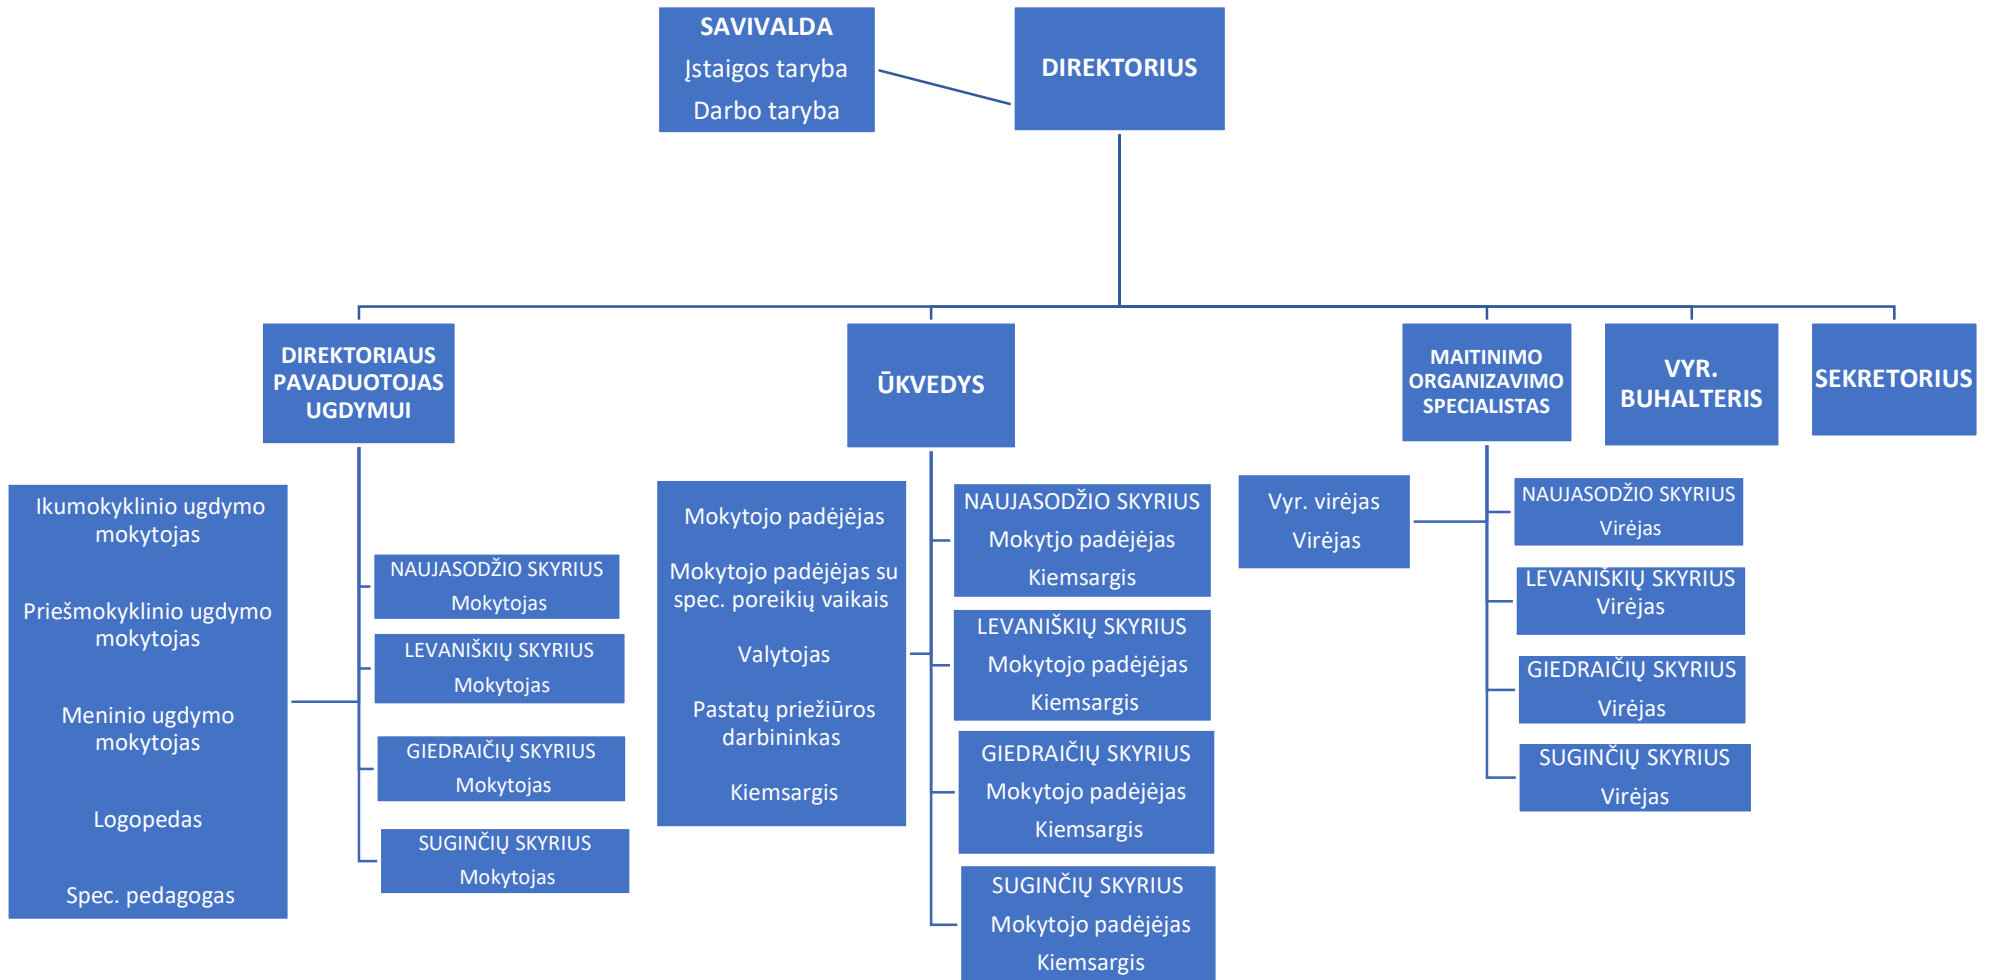 SAVIVALDA
Įstaigos taryba
Darbo taryba
DIREKTORIUS
DIREKTORIAUS
PAVADUOTOJAS
UGDYMUI
ŪKVEDYS
MAITINIMO
ORGANIZAVIMO
SPECIALISTAS
VYR.
BUHALTERIS
SEKRETORIUS
Ikumokyklinio ugdymo
mokytojas
Priešmokyklinio ugdymo
mokytojas
Meninio ugdymo
mokytojas
Logopedas
Spec. pedagogas
NAUJASODŽIO SKYRIUS
Mokytojas
LEVANIŠKIŲ SKYRIUS
Mokytojas
GIEDRAIČIŲ SKYRIUS
Mokytojas
SUGINČIŲ SKYRIUS
Mokytojas
Mokytojo padėjėjas
Mokytojo padėjėjas su
spec. poreikių vaikais
Valytojas
Pastatų priežiūros
darbininkas
Kiemsargis
NAUJASODŽIO SKYRIUS
Mokytjo padėjėjas
Kiemsargis
LEVANIŠKIŲ SKYRIUS
Mokytojo padėjėjas
Kiemsargis
GIEDRAIČIŲ SKYRIUS
Mokytojo padėjėjas
Kiemsargis
SUGINČIŲ SKYRIUS
Mokytojo padėjėjas
Kiemsargis
Vyr. virėjas
Virėjas
NAUJASODŽIO SKYRIUS
Virėjas
LEVANIŠKIŲ SKYRIUS
Virėjas
GIEDRAIČIŲ SKYRIUS
Virėjas
SUGINČIŲ SKYRIUS
Virėjas